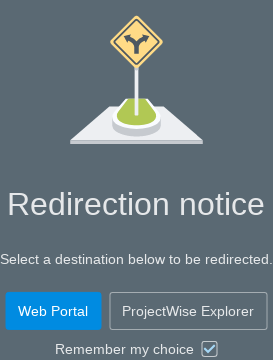 Redirection notice
Select a destination below to be redirected.
Web Portal
ProjectWise Explorer
Remember my choice